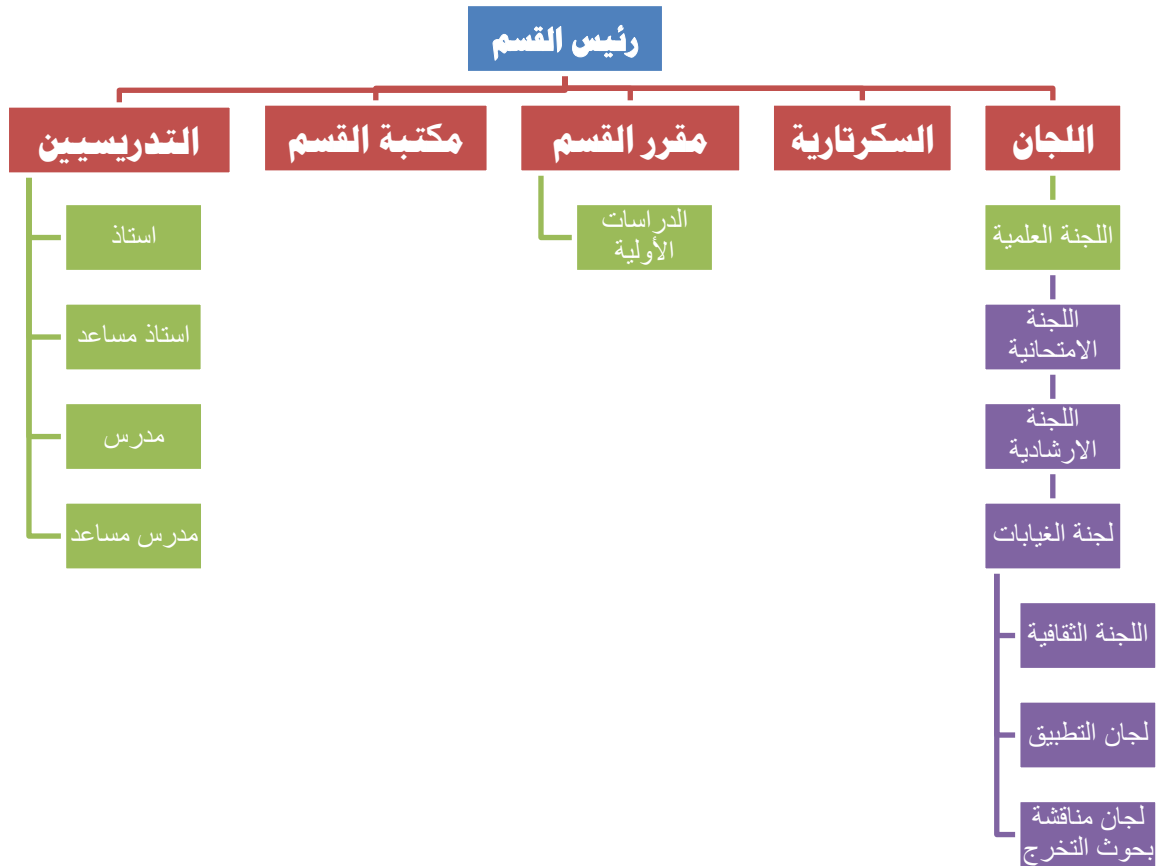 رئيس القسم
اللجان
السكرتارية
مقرر القسم
مكتبة القسم
التدريسيين
اللجنة العلمية
اللجنة
الامتحانية
اللجنة
الارشادية
لجنة الغيابات
اللجنة الثقافية
لجان التطبيق
لجان مناقشة
بحوث التخرج
الدراسات
الأولية
استاذ
استاذ مساعد
مدرس
مدرس مساعد